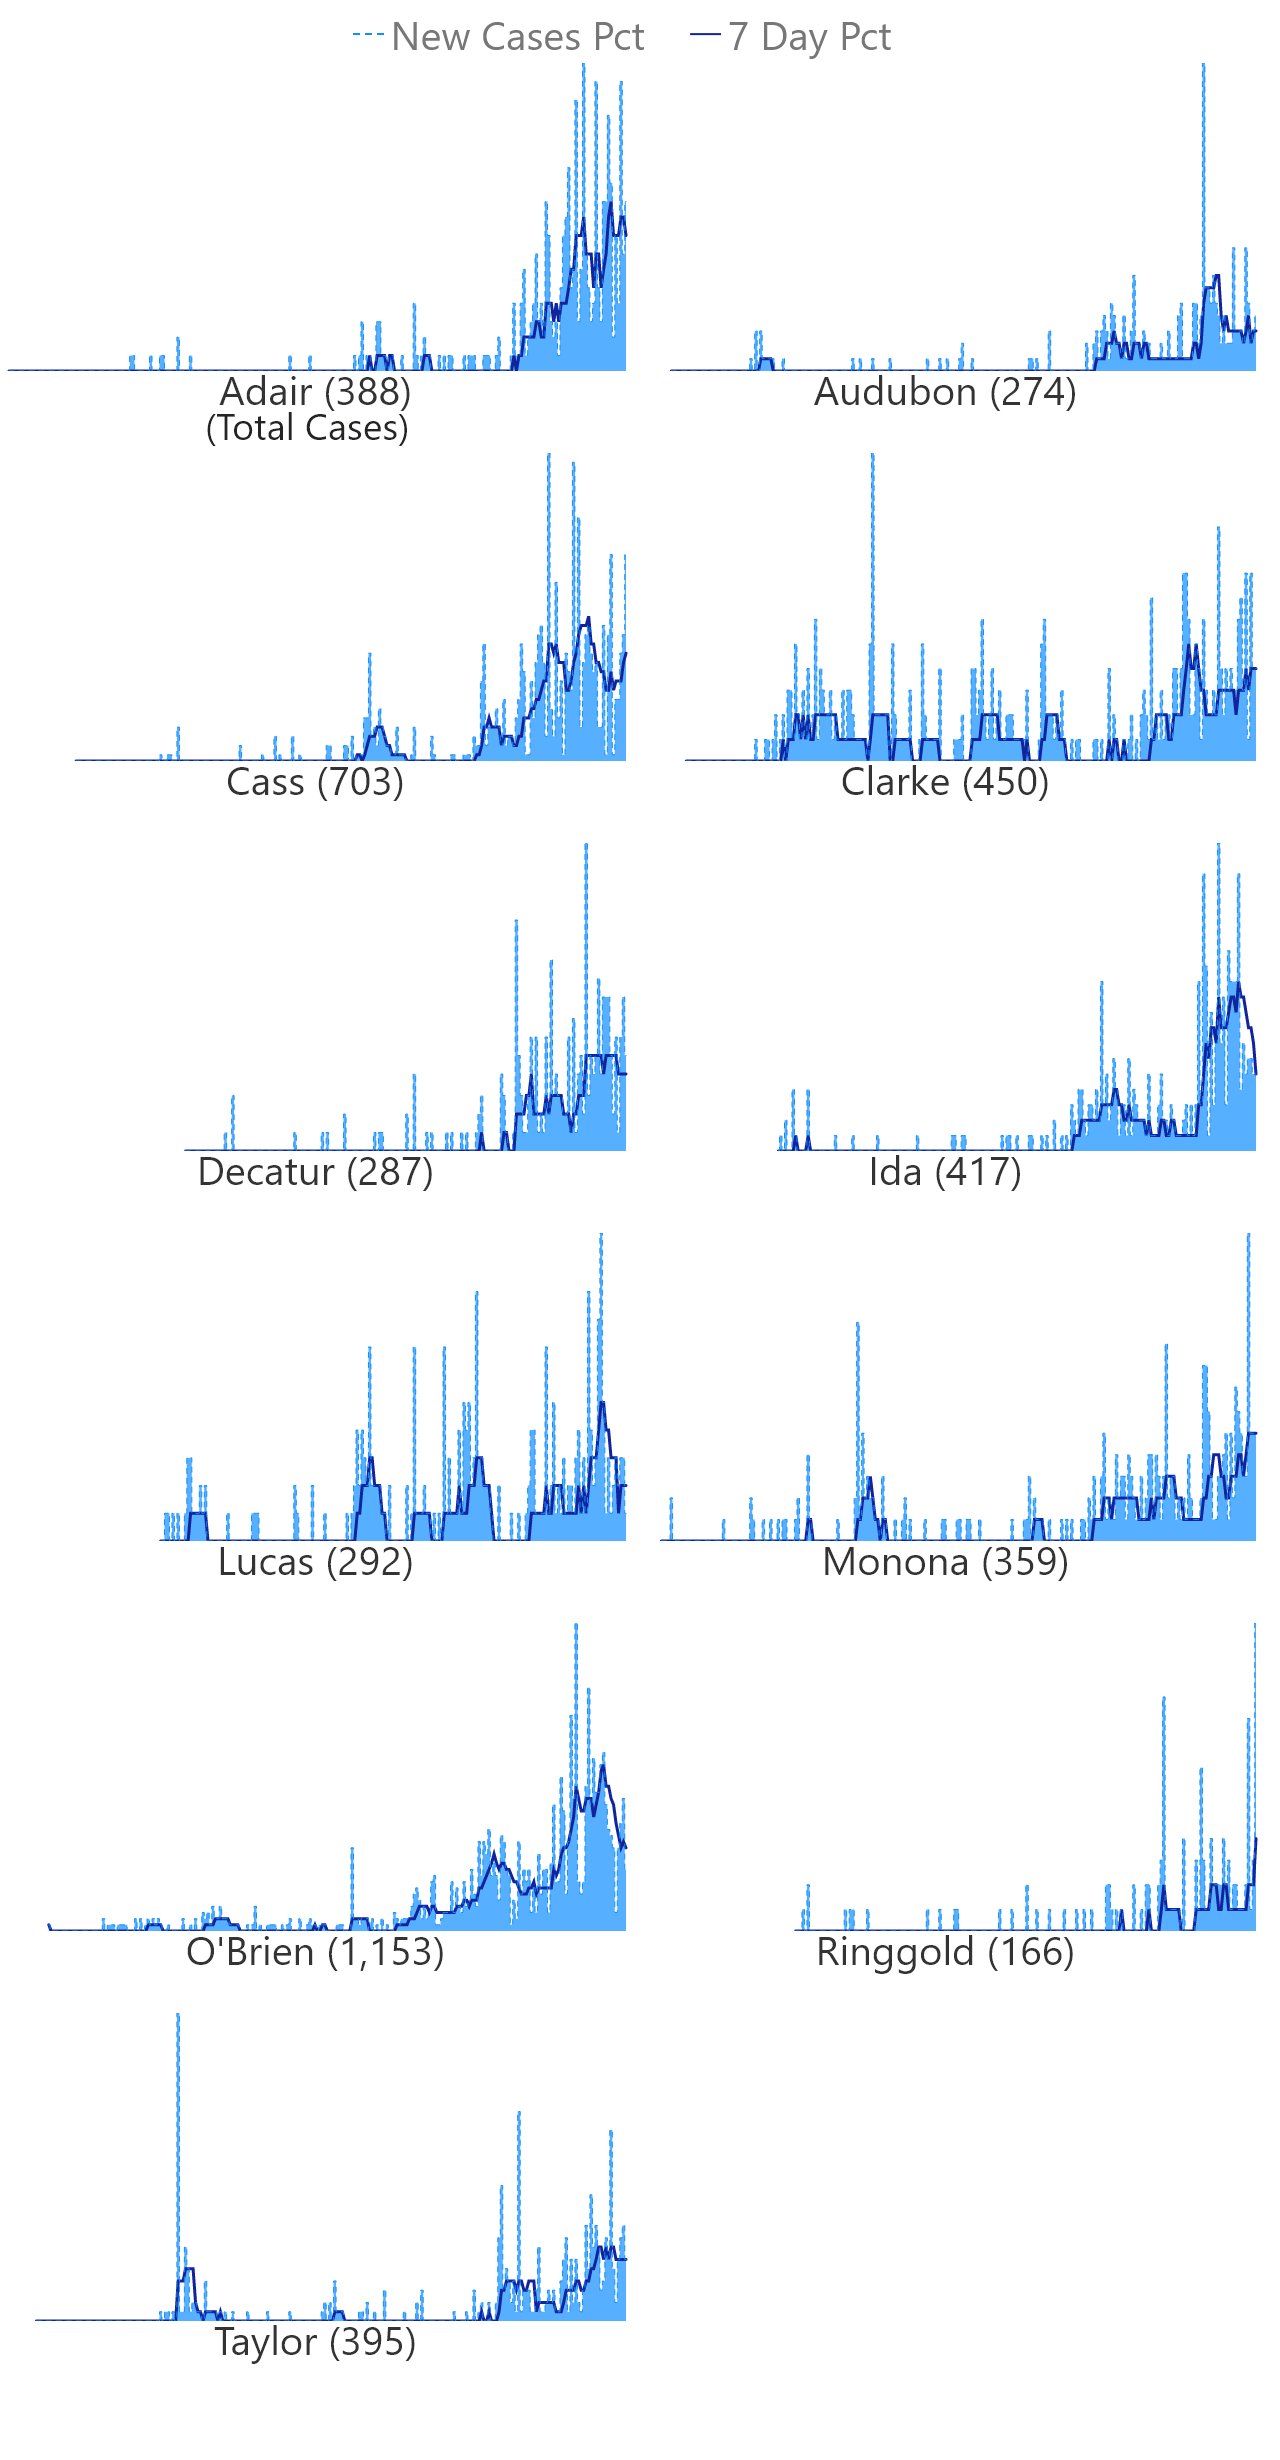 New Cases Pct 7 Day Pct
Adair (388) Audubon (274)
(Total Cases)
Cass (703) Clarke (450)
Decatur (287) Ida (417)
Lucas (292) Monona (359)
O'Brien (1,153) Ringgold (166)
Taylor (395)